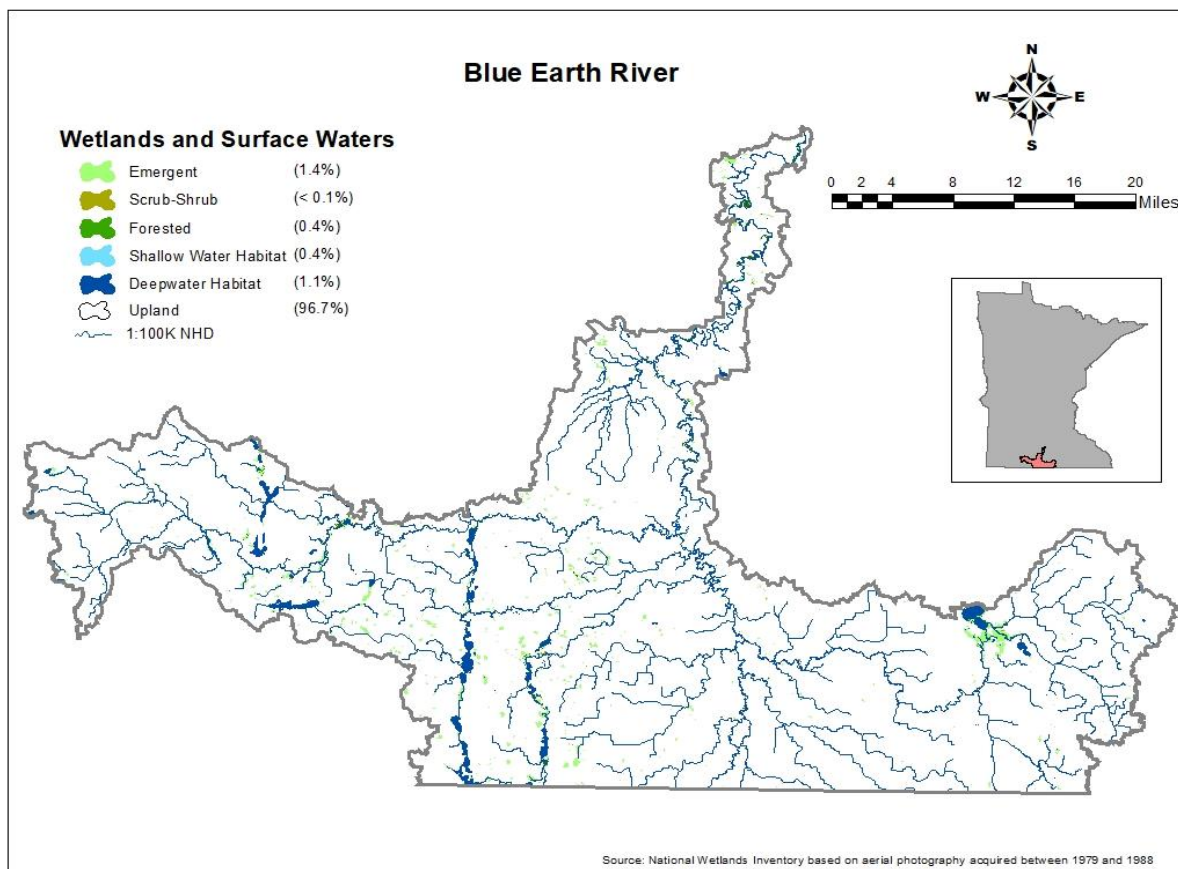 Blue Earth River
N
W E
S
Wetlands and Surface Waters
Emergent (1.4%)
Scrub-Shrub (< 0.1%)
Forested (0.4%)
Shallow Water Habitat (0.4%)
Deepwater Habitat (1.1%)
Upland (96.7%)
1:100K NHD
0 2 4 8 12 16 20
Miles
Source: National Wetlands Inventory based on aerial photography acquired between 1979 and 1988